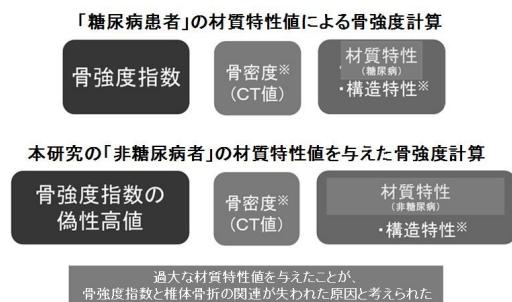 「糖尿病患者」の材質特性値による骨強度計算
骨強度指数
骨密度※
(CT値)
材質特性
(糖尿病)
・構造特性※
本研究の「非糖尿病者」の材質特性値を与えた骨強度計算
骨強度指数の
偽性高値
骨密度※
(CT値)
材質特性
(非糖尿病)
・構造特性※
過大な材質特性値を与えたことが、
骨強度指数と椎体骨折の関連が失われた原因と考えられた